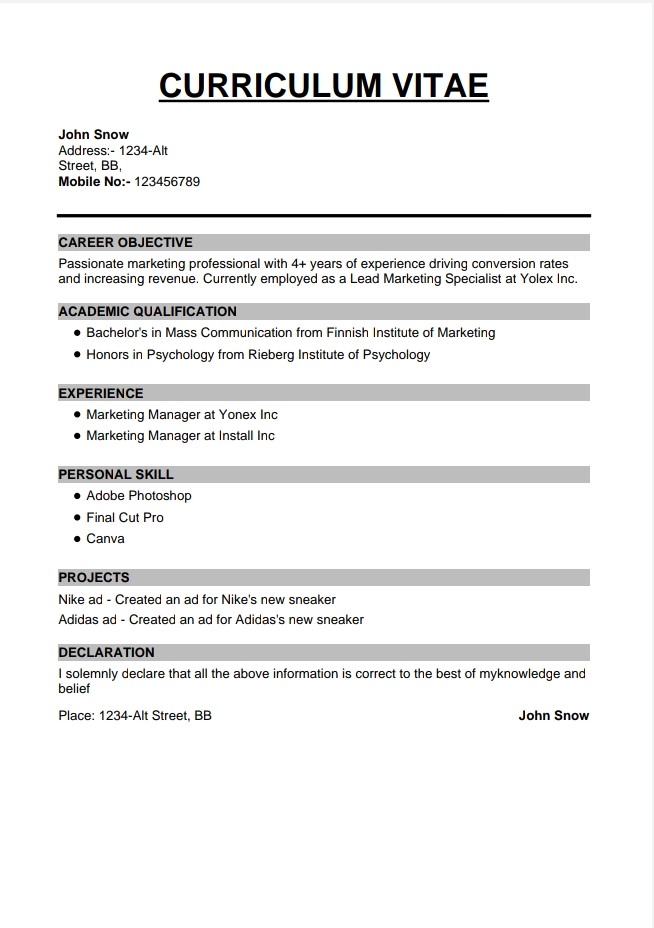 CURRICULUM VITAE
John Snow
Address:- 1234-Alt
Street, BB,
Mobile No:- 123456789
CAREER OBJECTIVE
Passionate marketing professional with 4+ years of experience driving conversion rates
and increasing revenue. Currently employed as a Lead Marketing Specialist at Yolex Inc.
ACADEMIC QUALIFICATION
● Bachelor's in Mass Communication from Finnish Institute of Marketing
● Honors in Psychology from Rieberg Institute of Psychology
EXPERIENCE
● Marketing Manager at Yonex Inc
● Marketing Manager at Install Inc
PERSONAL SKILL
● Adobe Photoshop
● Final Cut Pro
● Canva
PROJECTS
Nike ad - Created an ad for Nike's new sneaker
Adidas ad - Created an ad for Adidas's new sneaker
DECLARATION
I solemnly declare that all the above information is correct to the best of myknowledge and
belief
Place: 1234-Alt Street, BB John Snow